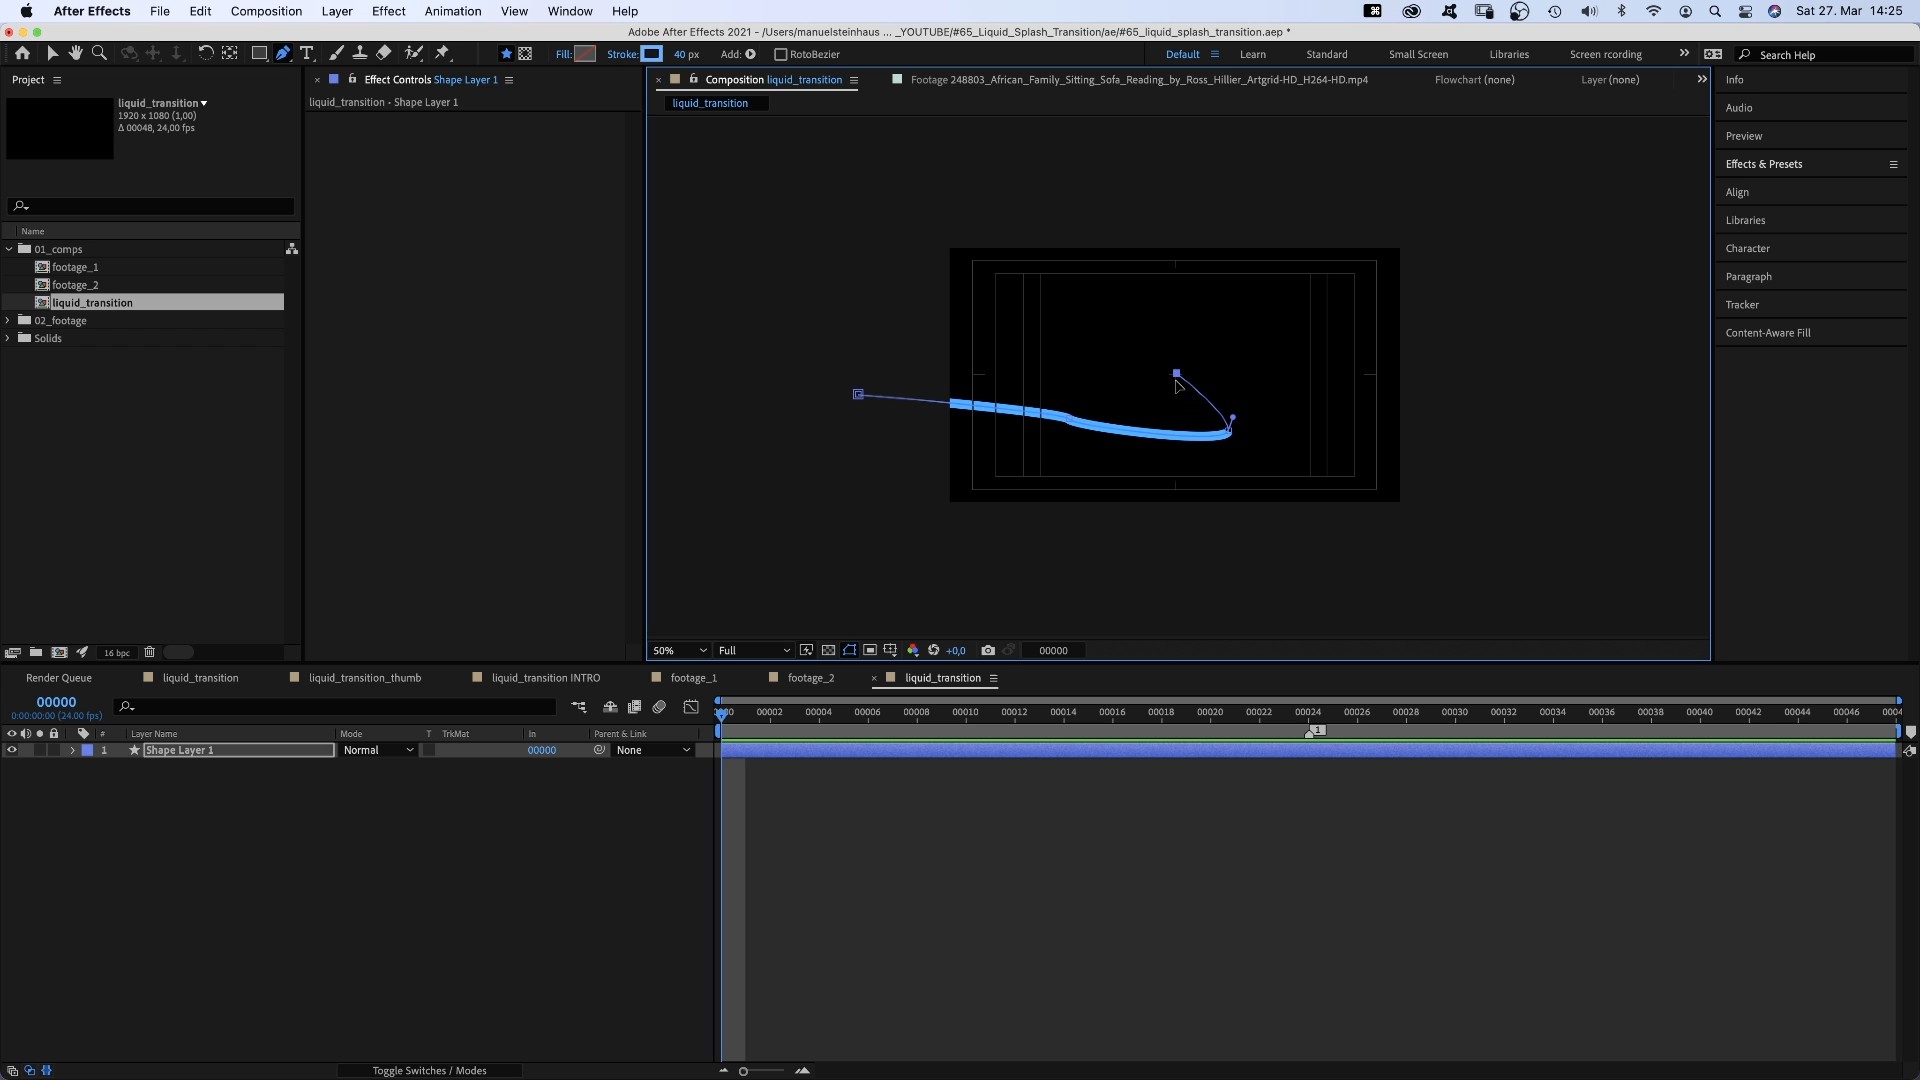 After Effects File Edit Composition Layer Effect Animation View Window Help Sat 27. Mar 14:25
Adobe After Effects 2021 - /Users/manuelsteinhaus ... _YOUTUBE/#65_Liquid_Splash_Transition/ae/#65_liquid_splash_transition.aep *
Fill: Stroke: 40 px Add: RotoBezier Default Learn Standard Small Screen Libraries Screen rcording Search Help
Project Effect Controls Shape Layer 1 Composition liquid_transition Footage 248803_African_Family_Sitting_Sofa_Reading_by_Ross_Hillier_Artgrid-HD_H264-HD.mp4 Flowchart (none) Layer (none) Info
liquid_transition
1920 x 1080 (1,00)
Δ 00048, 24,00 fps
liquid_transition • Shape Layer 1
liquid_transition
Audio
Preview
Effects & Presets
Align
Libraries
Character
Paragraph
Tracker
Content-Aware Fill
Name
01_comps
footage_1
footage_2
liquid_transition
02_footage
Solids
16 bpc
50% Full +0,0 00000
Render Queue liquid_transition liquid_transition_thumb liquid_transition INTRO footage_1 footage_2 liquid_transition
00000
0:00:00:00 (24.00 fps)
00002 00004 00006 00008 00010 00012 00014 00016 00018 00020 00022 00024 00026 00028 00030 00032 00034 00036 00038 00040 00042 00044 00046
# Layer Name Mode T TrkMat In Parent & Link
1
1 Shape Layer 1 Normal 00000 None
Toggle Switches / Modes